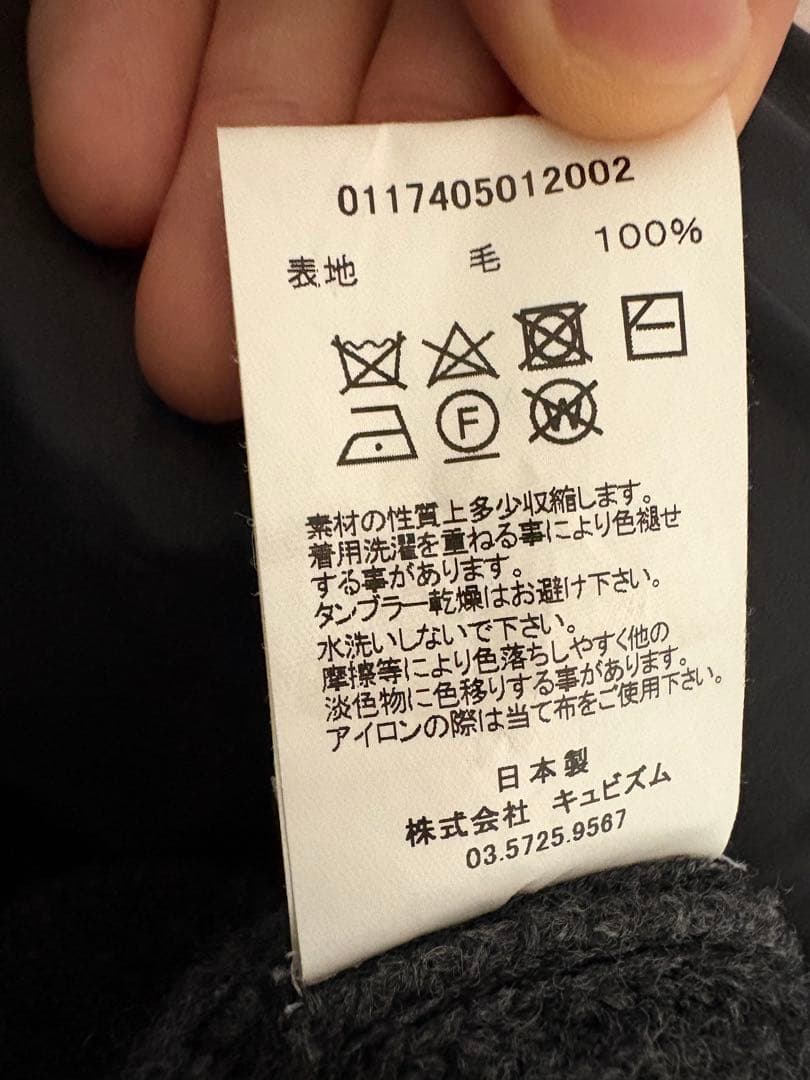 0117405012002
表地 毛 100%
F W
素材の性質上多少収縮します。
着用洗濯を重ねる事により色褪せ
する事があります。
タンブラー乾燥はお避け下さい。
水洗いしないで下さい。
摩擦等により色落ちしやすく他の
淡色物に色移りする事があります。
アイロンの際は当て布をご使用下さい。
日本製
株式会社 キュビズム
03.5725.9567